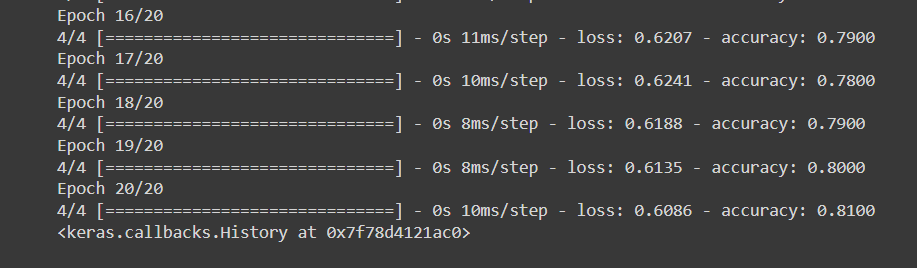 Epoch 16/20
4/4 [==============================] - 0s 11ms/step - loss: 0.6207 - accuracy: 0.7900
Epoch 17/20
4/4 [==============================] - 0s 10ms/step - loss: 0.6241 - accuracy: 0.7800
Epoch 18/20
4/4 [==============================] - 0s 8ms/step - loss: 0.6188 - accuracy: 0.7900
Epoch 19/20
4/4 [==============================] - 0s 8ms/step - loss: 0.6135 - accuracy: 0.8000
Epoch 20/20
4/4 [==============================] - 0s 10ms/step - loss: 0.6086 - accuracy: 0.8100
<keras.callbacks.History at 0x7f78d4121ac0>